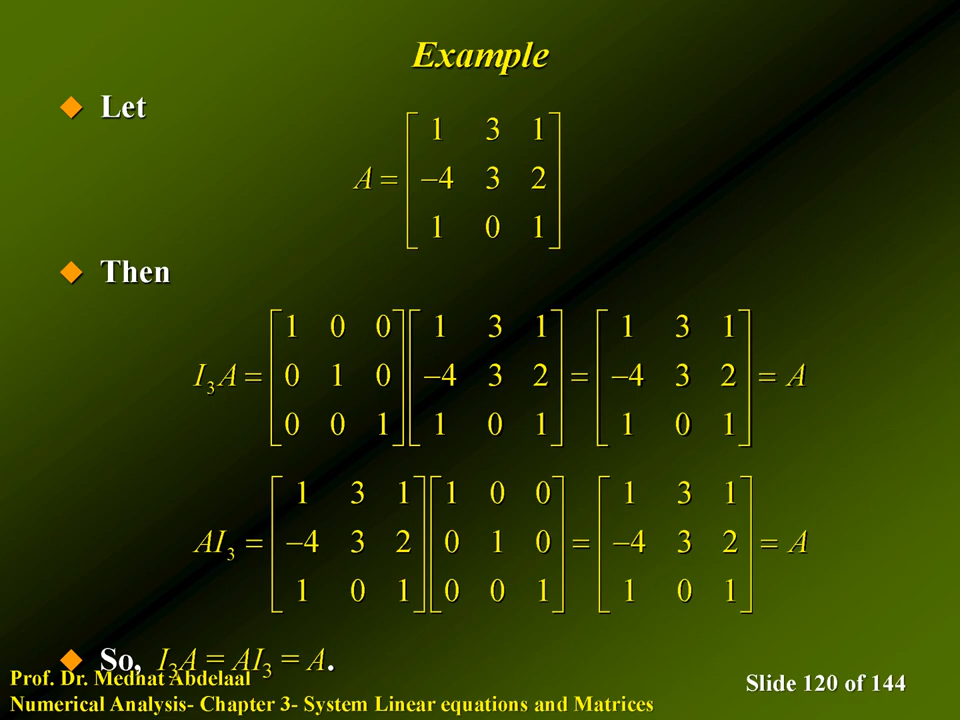 Example
Let
A = [ 1 3 1
−4 3 2
1 0 1 ]
Then
I₃A = [ 1 0 0 ] [ 1 3 1 ] = [ 1 3 1 ] = A
[ 0 1 0 ] [ −4 3 2 ] [ −4 3 2 ]
[ 0 0 1 ] [ 1 0 1 ] [ 1 0 1 ]
AI₃ = [ 1 3 1 ] [ 1 0 0 ] = [ 1 3 1 ] = A
[ −4 3 2 ] [ 0 1 0 ] [ −4 3 2 ]
[ 1 0 1 ] [ 0 0 1 ] [ 1 0 1 ]
So, I₃A = AI₃ = A.
Prof. Dr. Medhat Abdelaal
Numerical Analysis- Chapter 3- System Linear equations and Matrices
Slide 120 of 144